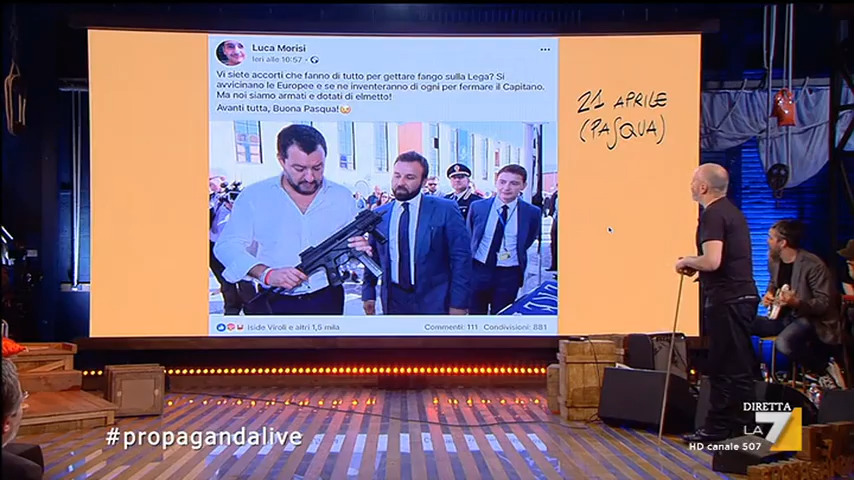 Luca Morisi
Ieri alle 10:57
Vi siete accorti che fanno di tutto per gettare fango sulla Lega? Si
avvicinano le Europee e se ne inventeranno di ogni per fermare il Capitano.
Ma noi siamo armati e dotati di elmetto!
Avanti tutta, Buona Pasqua!
21 APRILE
(PASQUA)
Iside Viroli e altri 1,5 mila
Commenti: 111 Condivisioni: 881
#propagandalive
DIRETTA
LA7
HD canale 507